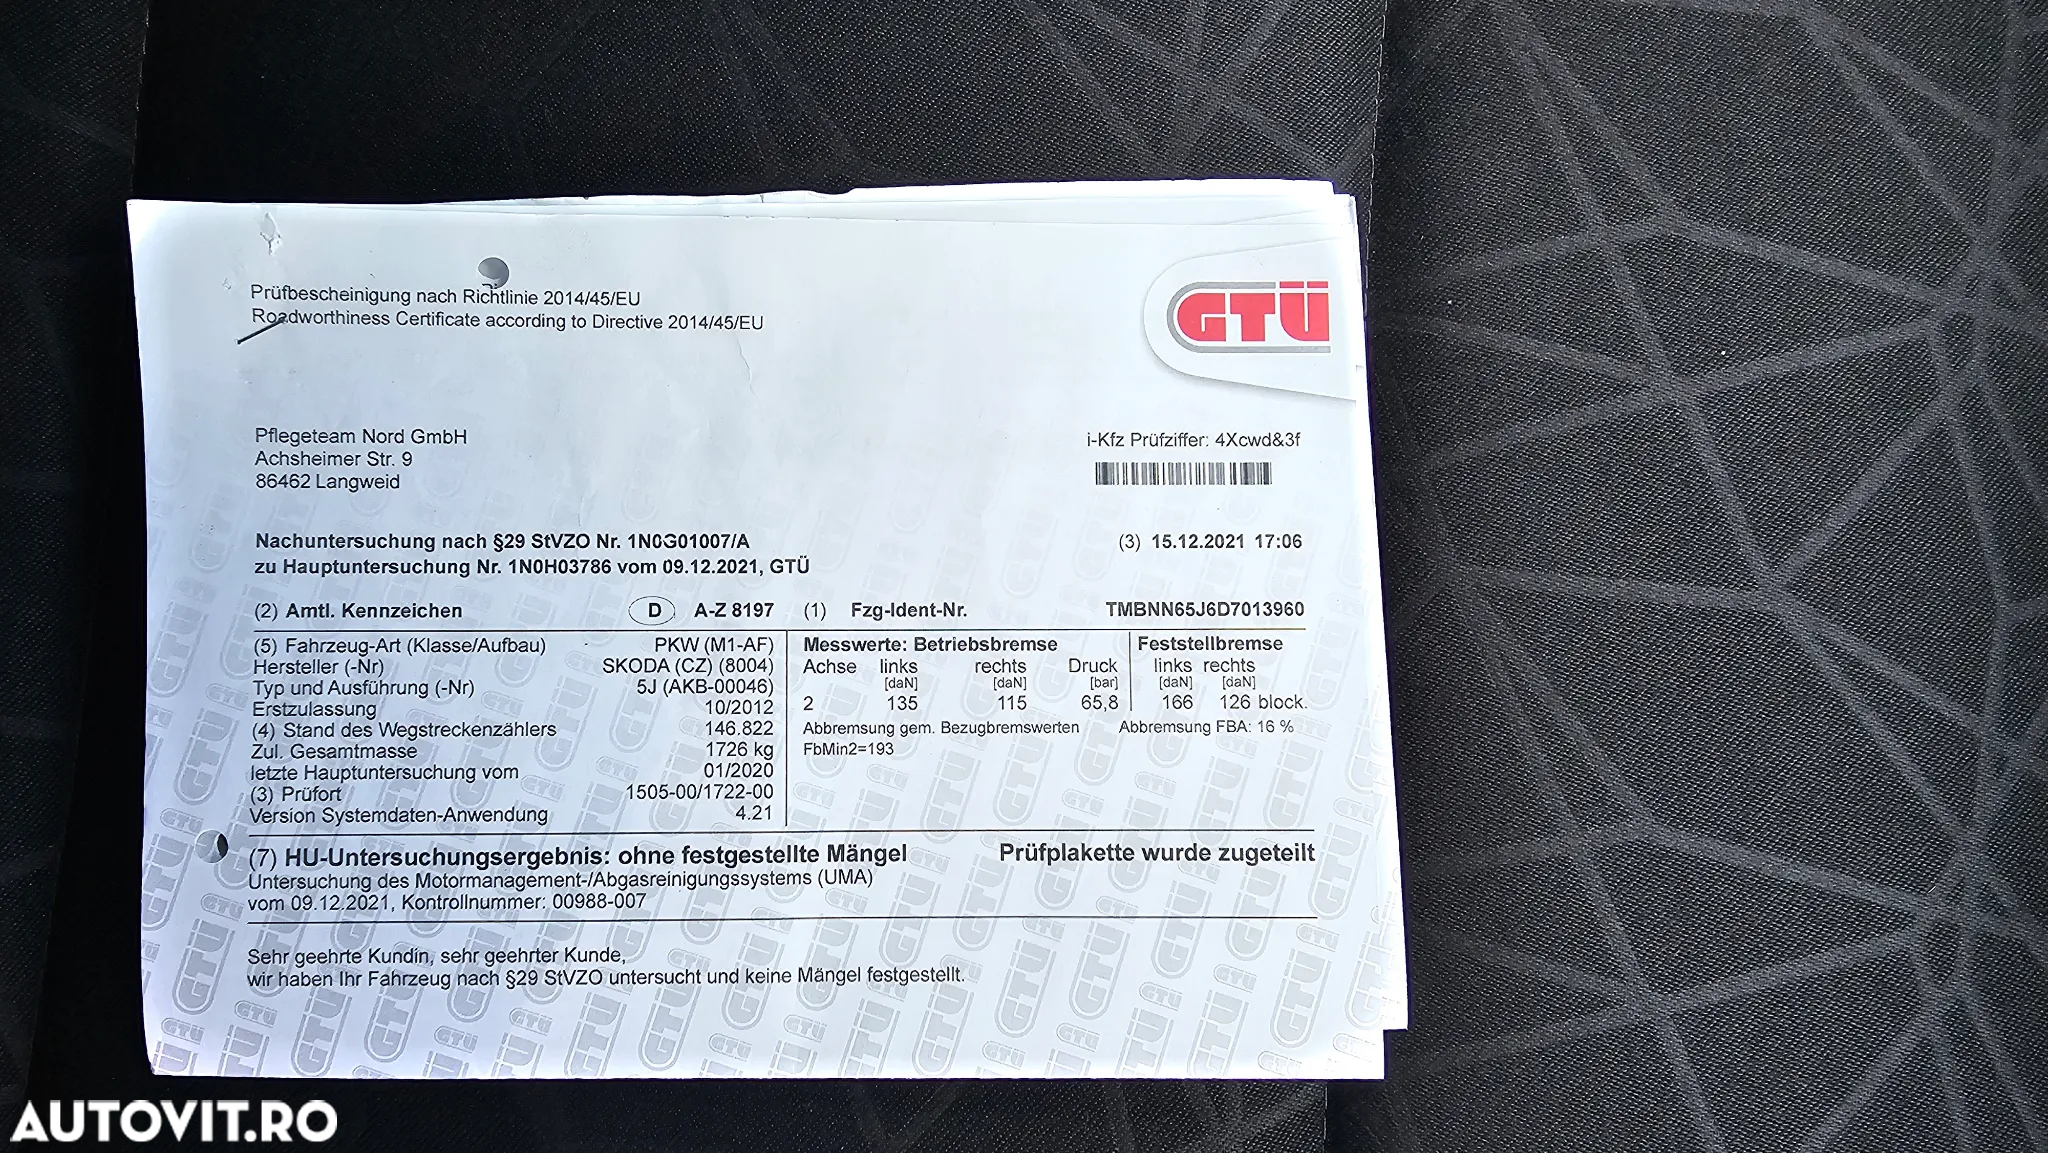 Prüfbescheinigung nach Richtlinie 2014/45/EU
Roadworthiness Certificate according to Directive 2014/45/EU
GTÜ
Pflegeteam Nord GmbH
Achsheimer Str. 9
86462 Langweid
i-Kfz Prüfziffer: 4Xcwd&3f
Nachuntersuchung nach §29 StVZO Nr. 1N0G01007/A
(3) 15.12.2021 17:06
zu Hauptuntersuchung Nr. 1N0H03786 vom 09.12.2021, GTÜ
(2) Amtl. Kennzeichen D A-Z 8197 (1) Fzg-Ident-Nr. TMBNN65J6D7013960
(5) Fahrzeug-Art (Klasse/Aufbau) PKW (M1-AF)
Hersteller (-Nr) SKODA (CZ) (8004)
Typ und Ausführung (-Nr) 5J (AKB-00046)
Erstzulassung 10/2012
(4) Stand des Wegstreckenzählers 146.822
Zul. Gesamtmasse 1726 kg
letzte Hauptuntersuchung vom 01/2020
(3) Prüfort 1505-00/1722-00
Version Systemdaten-Anwendung 4.21
Messwerte: Betriebsbremse Feststellbremse
Achse links rechts Druck links rechts
[daN] [daN] [bar] [daN] [daN]
2 135 115 65,8 166 126 block.
Abbremsung gem. Bezugbremswerten Abbremsung FBA: 16 %
FbMin2=193
(7) HU-Untersuchungsergebnis: ohne festgestellte Mängel Prüfplakette wurde zugeteilt
Untersuchung des Motormanagement-/Abgasreinigungssystems (UMA)
vom 09.12.2021, Kontrollnummer: 00988-007
Sehr geehrte Kundin, sehr geehrter Kunde,
wir haben Ihr Fahrzeug nach §29 StVZO untersucht und keine Mängel festgestellt.
AUTOVIT.RO